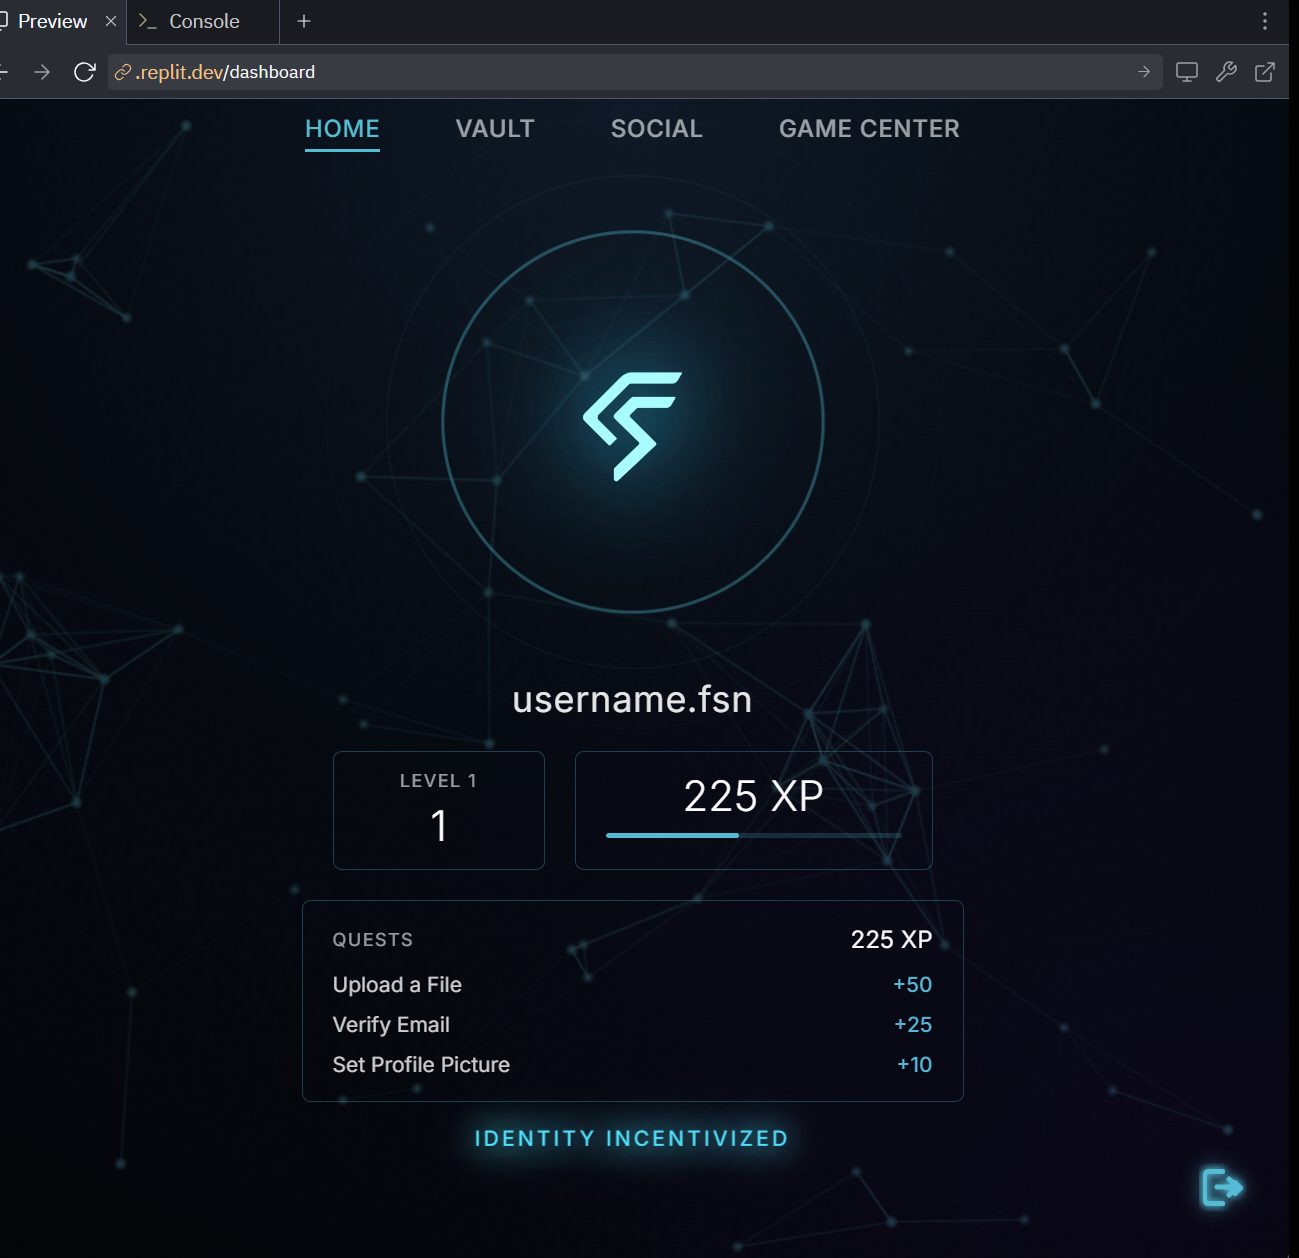 Preview
Console
.replit.dev/dashboard
HOME VAULT SOCIAL GAME CENTER
username.fsn
LEVEL 1
1
225 XP
QUESTS 225 XP
Upload a File +50
Verify Email +25
Set Profile Picture +10
IDENTITY INCENTIVIZED